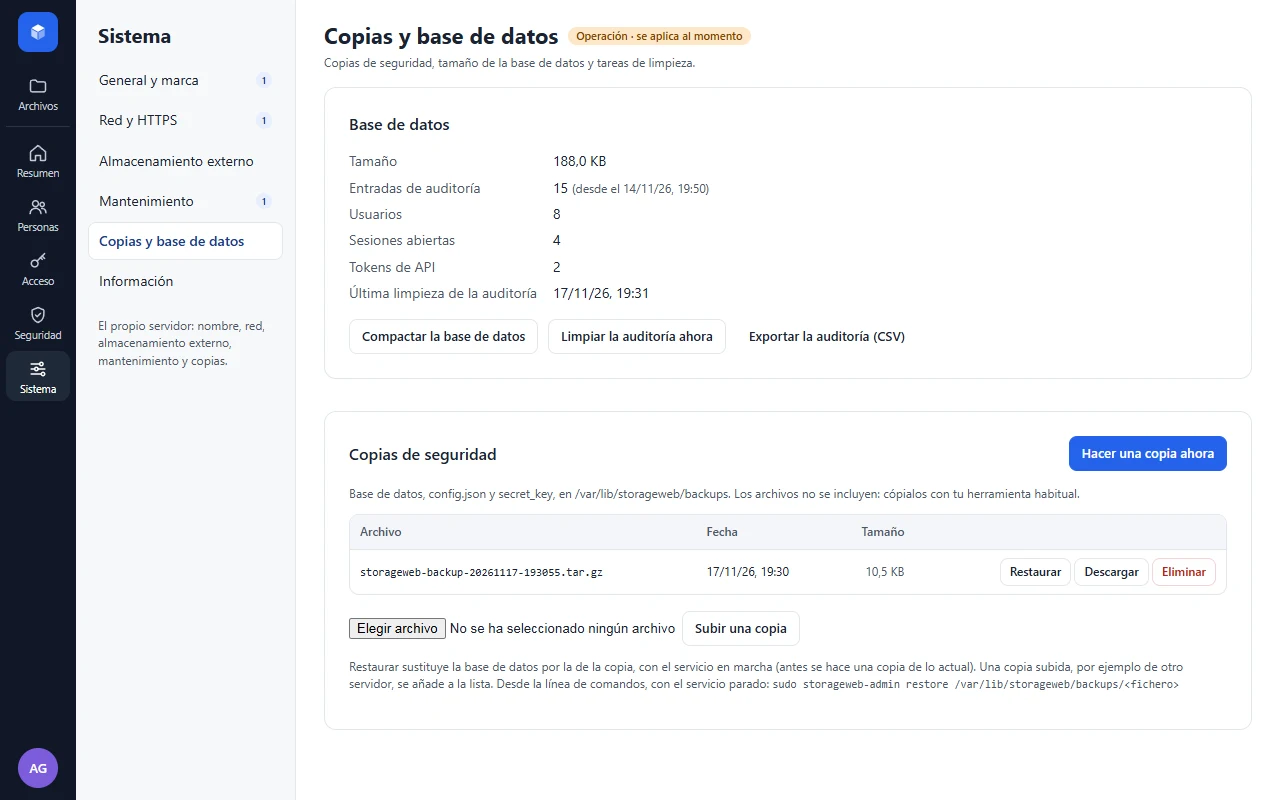 Archivos
Resumen
Personas
Acceso
Seguridad
Sistema
AG
Sistema
General y marca 1
Red y HTTPS 1
Almacenamiento externo
Mantenimiento 1
Copias y base de datos
Información
El propio servidor: nombre, red,
almacenamiento externo,
mantenimiento y copias.
Copias y base de datos Operación · se aplica al momento
Copias de seguridad, tamaño de la base de datos y tareas de limpieza.
Base de datos
Tamaño 188,0 KB
Entradas de auditoría 15 (desde el 14/11/26, 19:50)
Usuarios 8
Sesiones abiertas 4
Tokens de API 2
Última limpieza de la auditoría 17/11/26, 19:31
Compactar la base de datos Limpiar la auditoría ahora Exportar la auditoría (CSV)
Copias de seguridad Hacer una copia ahora
Base de datos, config.json y secret_key, en /var/lib/storageweb/backups. Los archivos no se incluyen: cópialos con tu herramienta habitual.
Archivo Fecha Tamaño
storageweb-backup-20261117-193055.tar.gz 17/11/26, 19:30 10,5 KB Restaurar Descargar Eliminar
Elegir archivo No se ha seleccionado ningún archivo Subir una copia
Restaurar sustituye la base de datos por la de la copia, con el servicio en marcha (antes se hace una copia de lo actual). Una copia subida, por ejemplo de otro
servidor, se añade a la lista. Desde la línea de comandos, con el servicio parado: sudo storageweb-admin restore /var/lib/storageweb/backups/<fichero>